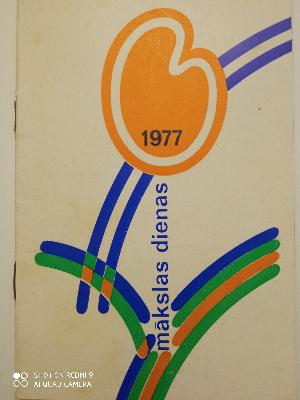 1977
mākslas dienas
SHOT ON REDMI 9
AI QUAD CAMERA